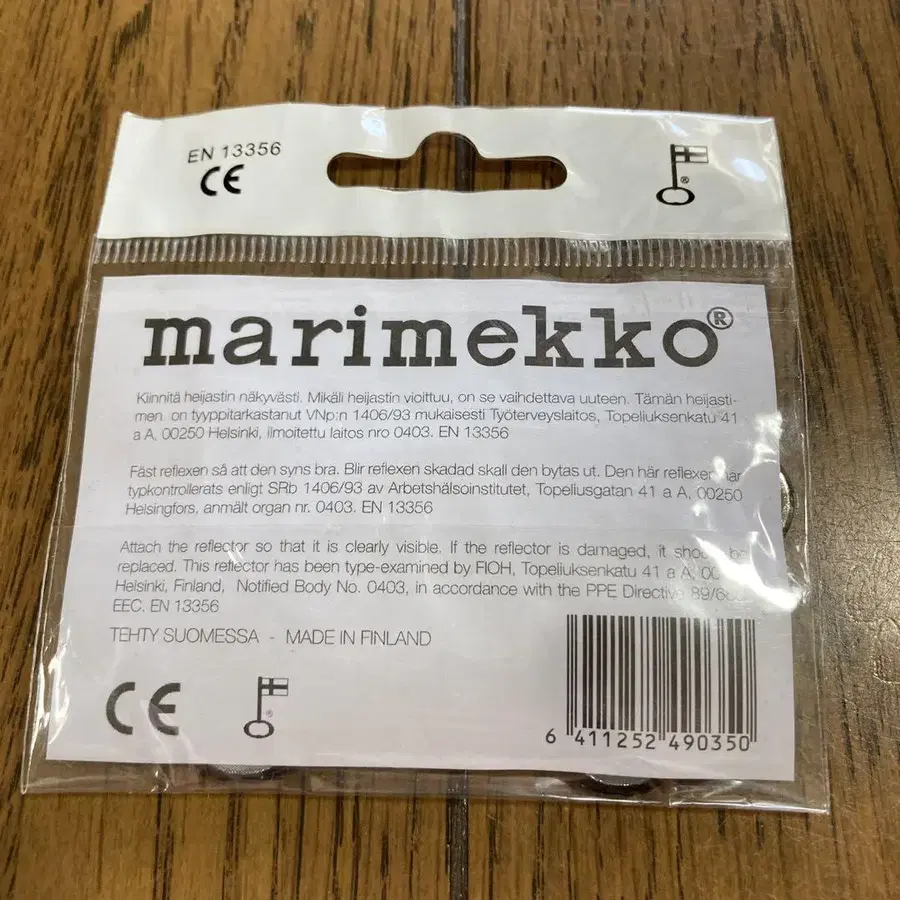 EN 13356
CE
®
marimekko®
Kiinnitä heijastin näkyvästi. Mikäli heijastin vioittuu, on se vaihdettava uuteen. Tämän heijasti-
men on tyyppitarkastanut VNp:n 1406/93 mukaisesti Työterveyslaitos, Topeliuksenkatu 41
a A, 00250 Helsinki, ilmoitettu laitos nro 0403. EN 13356
Fäst reflexen så att den syns bra. Blir reflexen skadad skall den bytas ut. Den här reflexen har
typkontrollerats enligt SRb 1406/93 av Arbetshälsoinstitutet, Topeliusgatan 41 a A, 00250
Helsingfors, anmält organ nr. 0403. EN 13356
Attach the reflector so that it is clearly visible. If the reflector is damaged, it should be
replaced. This reflector has been type-examined by FIOH, Topeliuksenkatu 41 a A,
Helsinki, Finland, Notified Body No. 0403, in accordance with the PPE Directive
EEC. EN 13356
TEHTY SUOMESSA - MADE IN FINLAND
CE
®
6 411252 490350